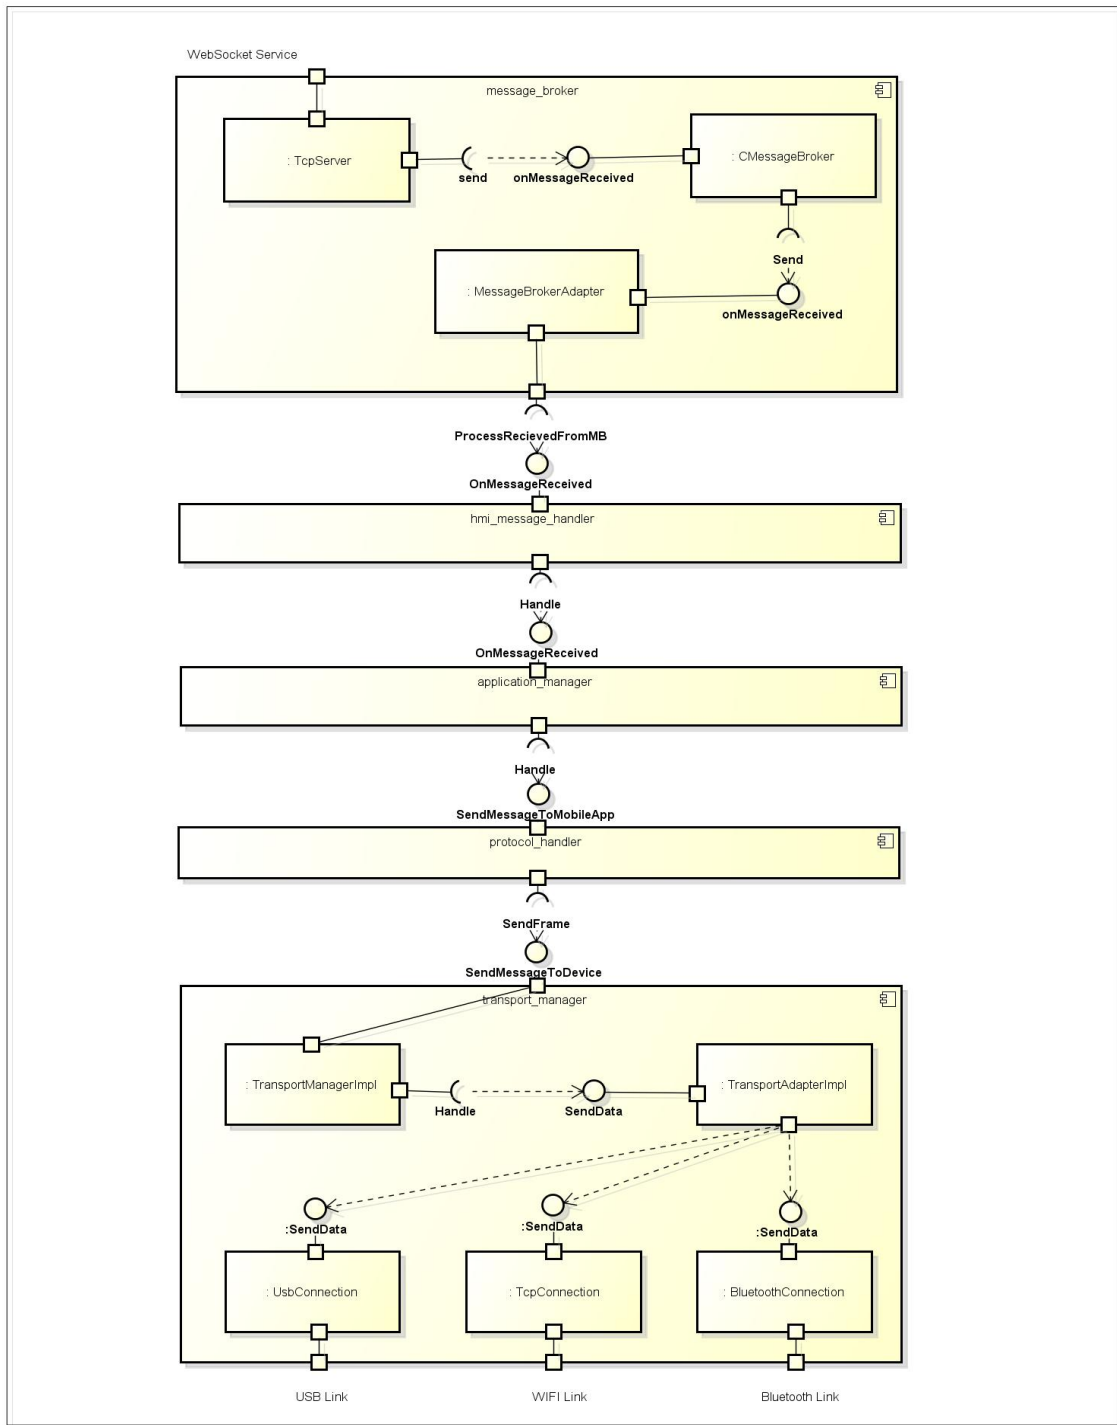 WebSocket Service
message_broker
: TcpServer
: CMessageBroker
send
onMessageReceived
Send
: MessageBrokerAdapter
onMessageReceived
ProcessRecievedFromMB
OnMessageReceived
hmi_message_handler
Handle
OnMessageReceived
application_manager
Handle
SendMessageToMobileApp
protocol_handler
SendFrame
SendMessageToDevice
transport_manager
: TransportManagerImpl
: TransportAdapterImpl
Handle
SendData
:SendData
:SendData
:SendData
: UsbConnection
: TcpConnection
: BluetoothConnection
USB Link
WIFI Link
Bluetooth Link